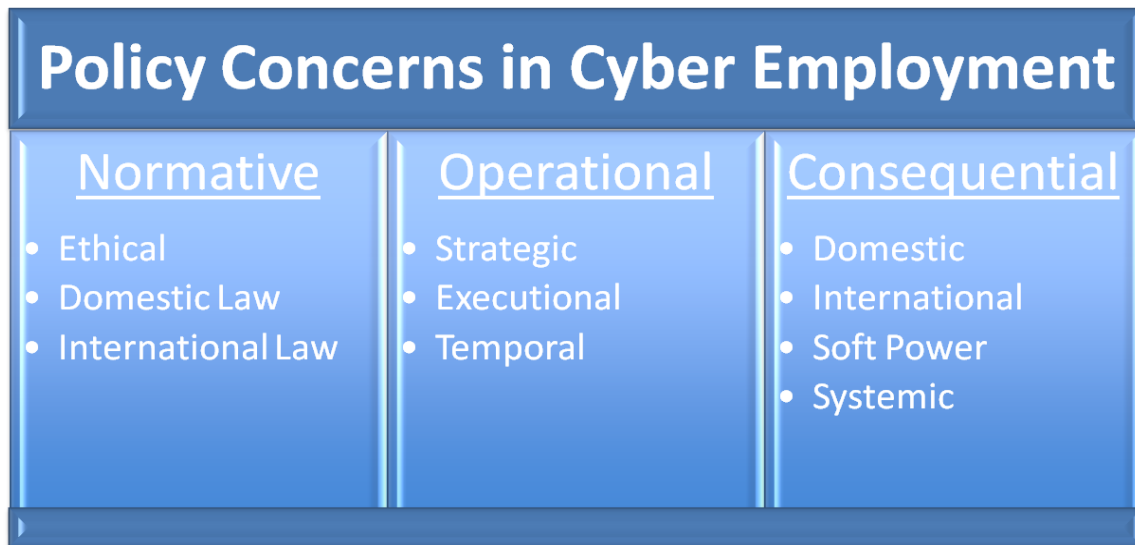 Policy Concerns in Cyber Employment
Normative
• Ethical
• Domestic Law
• International Law
Operational
• Strategic
• Executional
• Temporal
Consequential
• Domestic
• International
• Soft Power
• Systemic